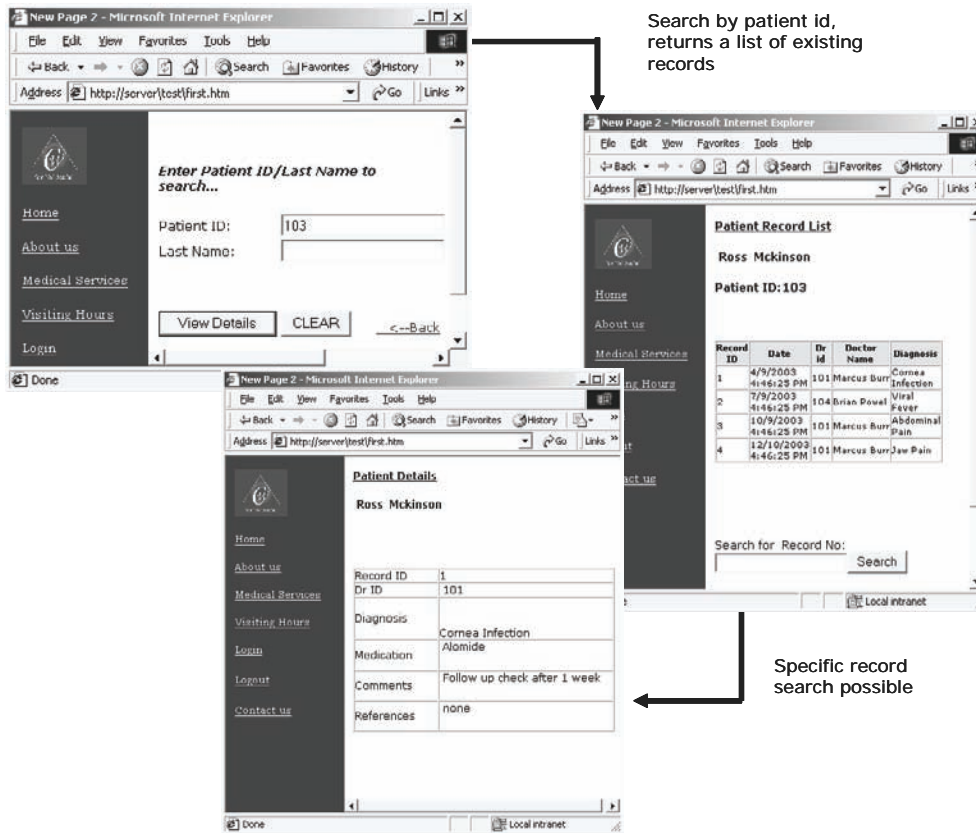 New Page 2 - Microsoft Internet Explorer
File Edit View Favorites Tools Help
Back Search Favorites History »
Address http://server\test\first.htm Go Links »
Home
About us
Medical Services
Visiting Hours
Login
Enter Patient ID/Last Name to
search...
Patient ID: 103
Last Name:
View Details CLEAR <--Back
Done
Search by patient id,
returns a list of existing
records
New Page 2 - Microsoft Internet Explorer
File Edit View Favorites Tools Help
Back Search Favorites History
Address http://server\test\first.htm Go Links
Home
About us
Medical Services
ng Hours
ut
act us
Patient Record List
Ross Mckinson
Patient ID:103
Record ID Date Dr id Doctor Name Diagnosis
1 4/9/2003 4:46:25 PM 101 Marcus Burr Cornea Infection
2 7/9/2003 4:46:25 PM 104 Brian Powel Viral Fever
3 10/9/2003 4:46:25 PM 101 Marcus Burr Abdominal Pain
4 12/10/2003 4:46:25 PM 101 Marcus Burr Jaw Pain
Search for Record No:
Search
Local intranet
New Page 2 - Microsoft Internet Explorer
File Edit View Favorites Tools Help
Back Search Favorites History »
Address http://server\test\first.htm Go Links »
Home
About us
Medical Services
Visiting Hours
Login
Logout
Contact us
Patient Details
Ross Mckinson
Record ID 1
Dr ID 101
Diagnosis Cornea Infection
Medication Alomide
Comments Follow up check after 1 week
References none
Done Local intranet
Specific record
search possible